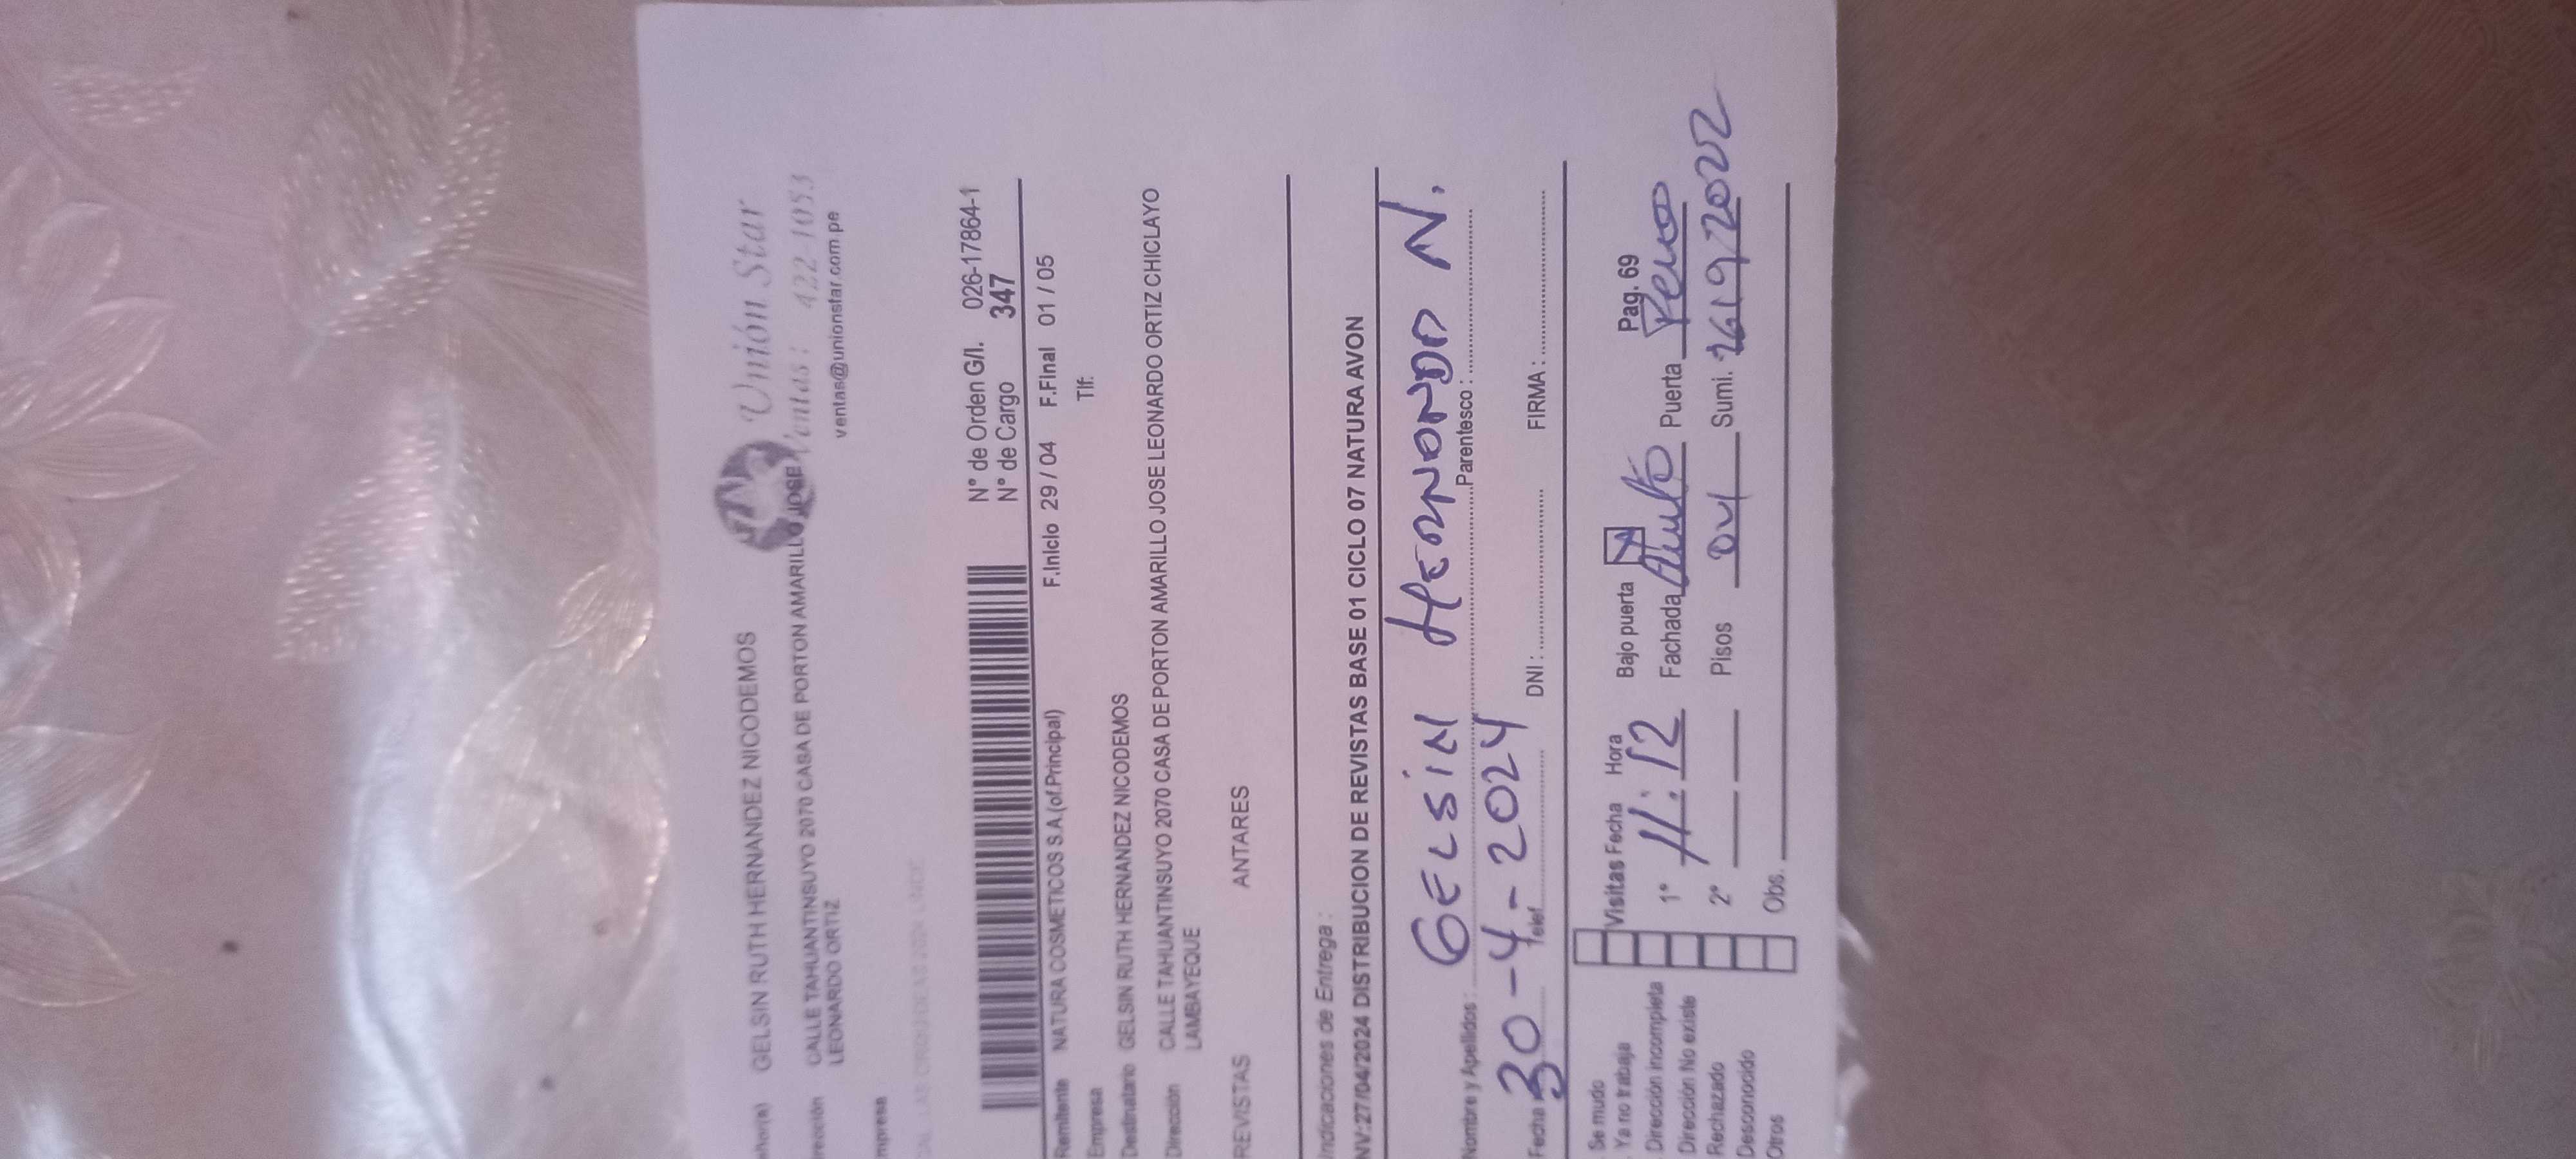 Unión Star
Ventas: 422-1053
ventas@unionstar.com.pe
GELSIN RUTH HERNANDEZ NICODEMOS
CALLE TAHUANTINSUYO 2070 CASA DE PORTON AMARILLO JOSE
LEONARDO ORTIZ
N° de Orden G/I. 026-17864-1
N° de Cargo 347
F.Inicio 29 / 04 F.Final 01 / 05
Remitente NATURA COSMETICOS S.A.(of.Principal)
Empresa Tlf:
Destinatario GELSIN RUTH HERNANDEZ NICODEMOS
Dirección CALLE TAHUANTINSUYO 2070 CASA DE PORTON AMARILLO JOSE LEONARDO ORTIZ CHICLAYO
LAMBAYEQUE
REVISTAS ANTARES
Indicaciones de Entrega :
NV:27/04/2024 DISTRIBUCION DE REVISTAS BASE 01 CICLO 07 NATURA AVON
Nombre y Apellidos : GELSIN N. Parentesco :
Fecha 30-4-2024 Telef DNI : FIRMA :
Se mudo
Ya no trabaja
Dirección incompleta
Dirección No existe
Rechazado
Desconocido
Otros
Visitas Fecha Hora Bajo puerta Pag. 69
1° 11:12 Fachada Puerta
2° Pisos Sumi.
Obs.